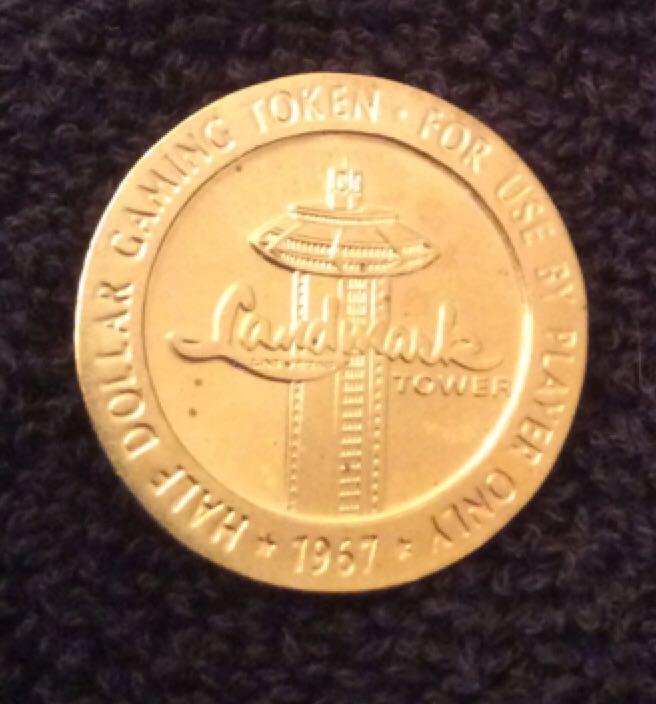 HALF DOLLAR GAMING TOKEN · FOR USE BY PLAYER ONLY
Landmark
TOWER
★ 1967 ★